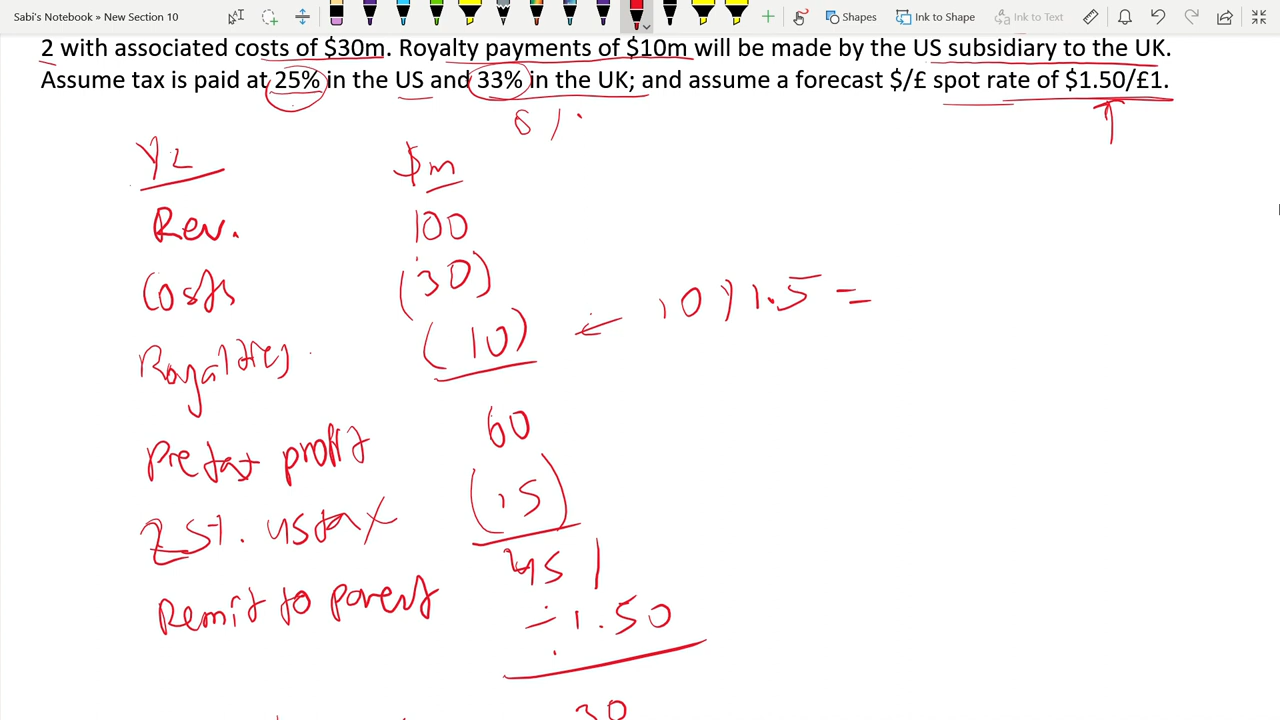 Sabi's Notebook » New Section 10
Shapes
Ink to Shape
Ink to Text
2 with associated costs of $30m. Royalty payments of $10m will be made by the US subsidiary to the UK.
Assume tax is paid at 25% in the US and 33% in the UK; and assume a forecast $/£ spot rate of $1.50/£1.
8 %
Y2 $m
Rev. 100
Costs (30)
Royalties (10) ← 10 / 1.5 =
Pre tax profit 60
Est. US tax (15)
Remit to parent 45
÷ 1.50
30